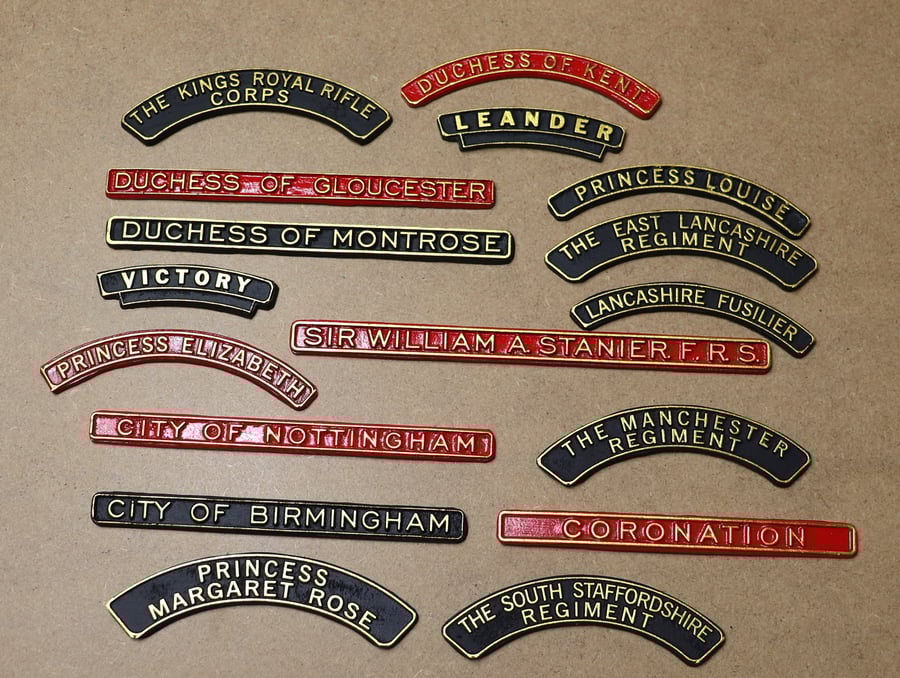 THE KINGS ROYAL RIFLE
CORPS
DUCHESS OF KENT
LEANDER
DUCHESS OF GLOUCESTER
PRINCESS LOUISE
DUCHESS OF MONTROSE
THE EAST LANCASHIRE
REGIMENT
VICTORY
LANCASHIRE FUSILIER
SIR WILLIAM A. STANIER. F. R. S.
PRINCESS ELIZABETH
CITY OF NOTTINGHAM
THE MANCHESTER
REGIMENT
CITY OF BIRMINGHAM
CORONATION
PRINCESS
MARGARET ROSE
THE SOUTH STAFFORDSHIRE
REGIMENT